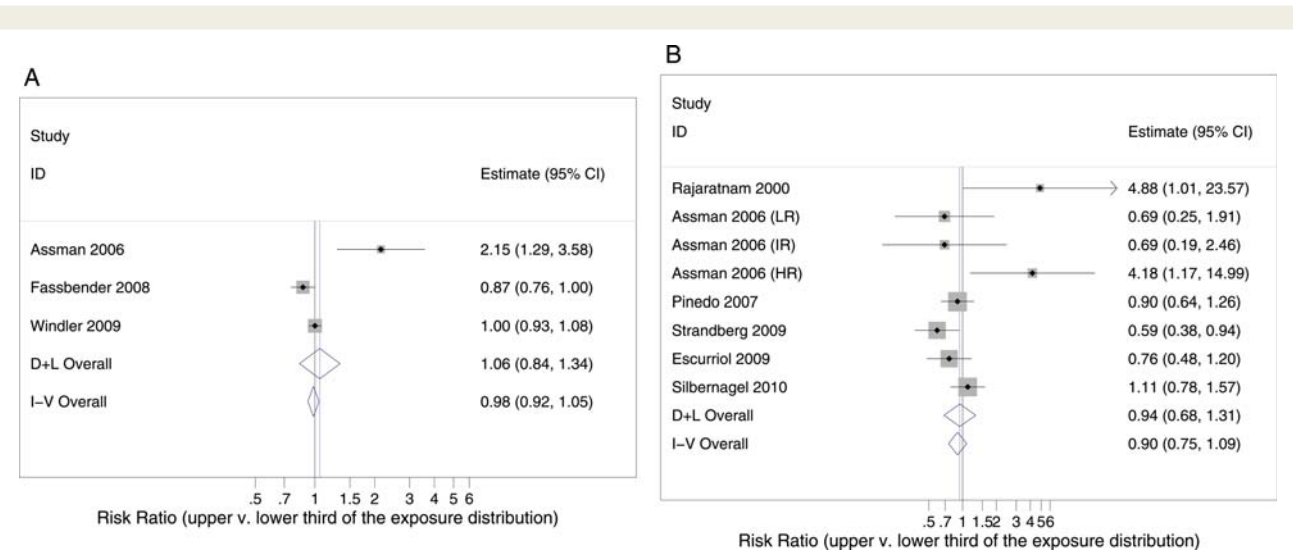 A
Study
ID Estimate (95% CI)
Assman 2006 2.15 (1.29, 3.58)
Fassbender 2008 0.87 (0.76, 1.00)
Windler 2009 1.00 (0.93, 1.08)
D+L Overall 1.06 (0.84, 1.34)
I–V Overall 0.98 (0.92, 1.05)
.5 .7 1 1.5 2 3 4 5 6
Risk Ratio (upper v. lower third of the exposure distribution)
B
Study
ID Estimate (95% CI)
Rajaratnam 2000 4.88 (1.01, 23.57)
Assman 2006 (LR) 0.69 (0.25, 1.91)
Assman 2006 (IR) 0.69 (0.19, 2.46)
Assman 2006 (HR) 4.18 (1.17, 14.99)
Pinedo 2007 0.90 (0.64, 1.26)
Strandberg 2009 0.59 (0.38, 0.94)
Escurriol 2009 0.76 (0.48, 1.20)
Silbernagel 2010 1.11 (0.78, 1.57)
D+L Overall 0.94 (0.68, 1.31)
I–V Overall 0.90 (0.75, 1.09)
.5 .7 1 1.52 3 4 56
Risk Ratio (upper v. lower third of the exposure distribution)